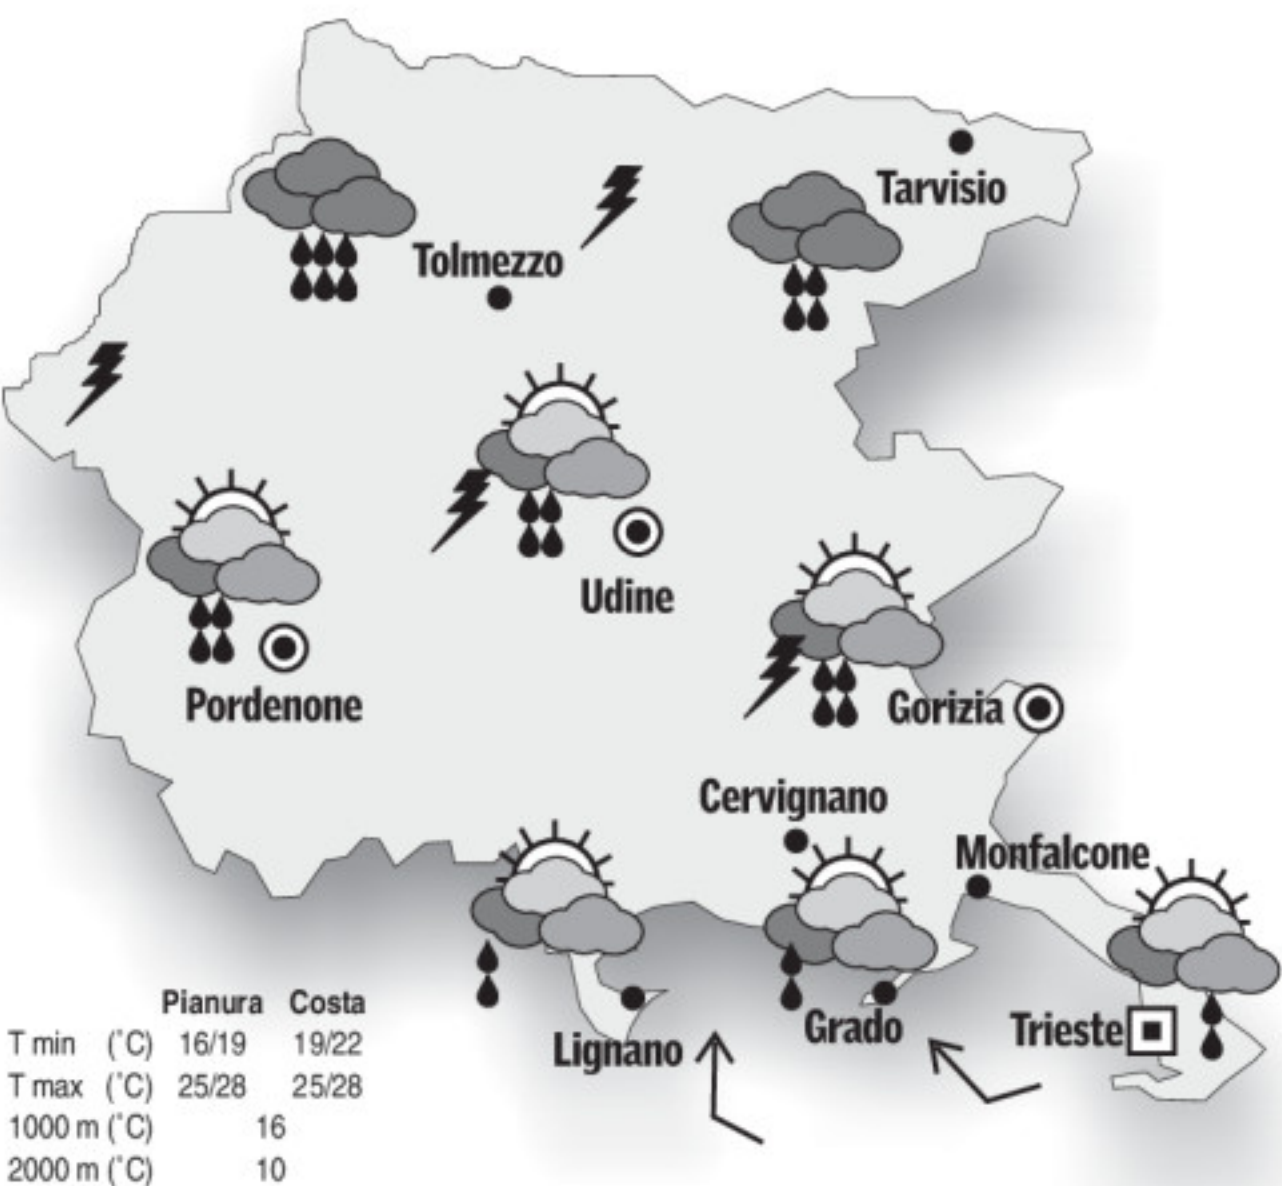 Tarvisio
Tolmezzo
Udine
Pordenone
Gorizia
Cervignano
Monfalcone
Grado
Trieste
Lignano
Pianura Costa
T min (°C) 16/19 19/22
T max (°C) 25/28 25/28
1000 m (°C) 16
2000 m (°C) 10